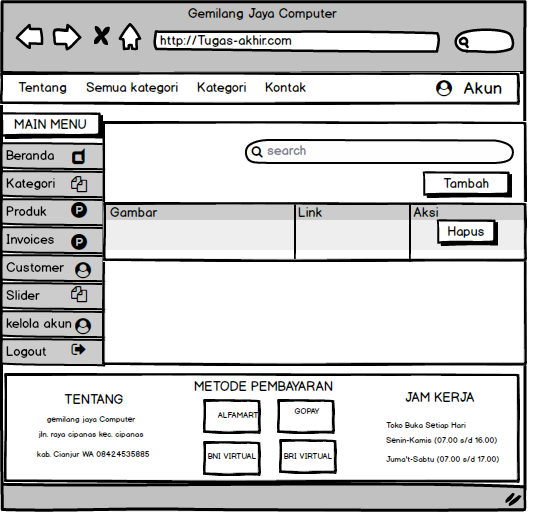 Gemilang Jaya Computer
http://Tugas-akhir.com
Tentang Semua kategori Kategori Kontak Akun
MAIN MENU
Beranda
Kategori
Produk
Invoices
Customer
Slider
kelola akun
Logout
search
Tambah
Gambar Link Aksi
Hapus
TENTANG
gemilang jaya Computer
jln. raya cipanas kec. cipanas
kab. Cianjur WA 08424535885
METODE PEMBAYARAN
ALFAMART GOPAY
BNI VIRTUAL BRI VIRTUAL
JAM KERJA
Toko Buka Setiap Hari
Senin-Kamis (07.00 s/d 16.00)
Juma't-Sabtu (07.00 s/d 17.00)